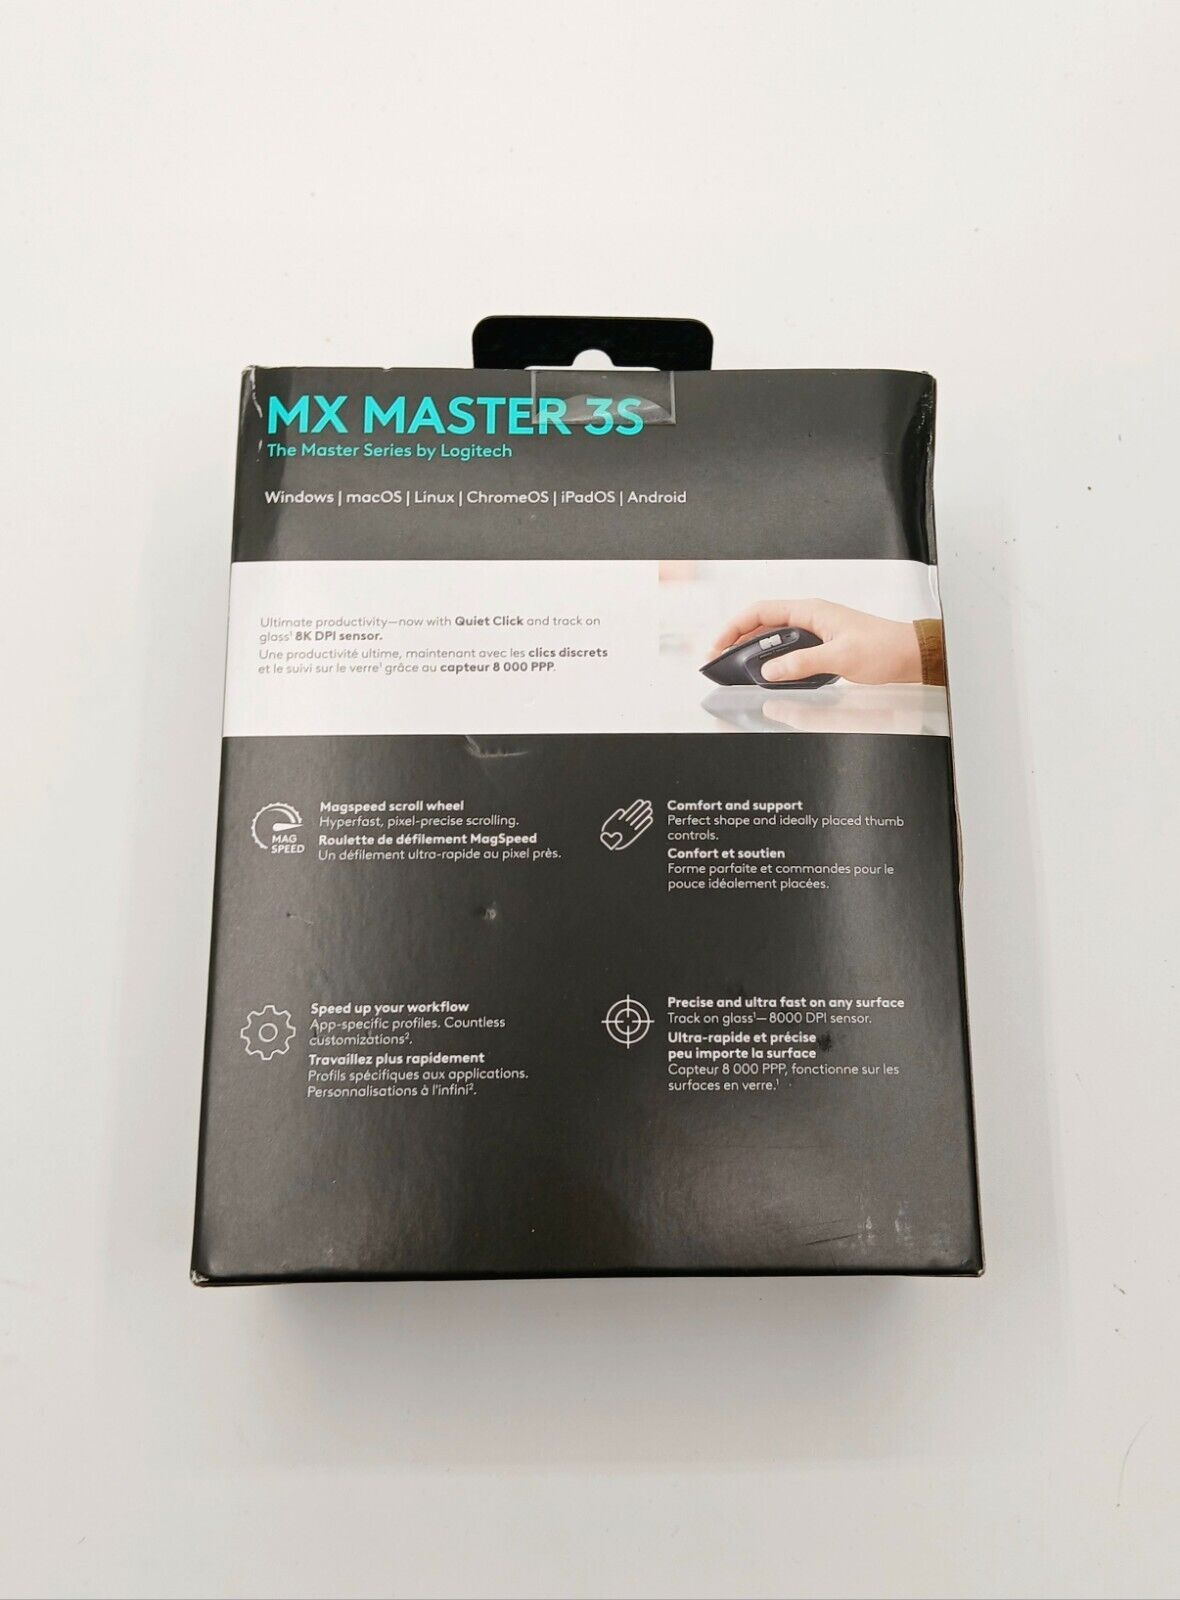 MX MASTER 3S
The Master Series by Logitech
Windows | macOS | Linux | ChromeOS | iPadOS | Android
Ultimate productivity—now with Quiet Click and track on
glass¹ 8K DPI sensor.
Une productivité ultime, maintenant avec les clics discrets
et le suivi sur le verre¹ grâce au capteur 8 000 PPP.
MAG
SPEED
Magspeed scroll wheel
Hyperfast, pixel-precise scrolling.
Roulette de défilement MagSpeed
Un défilement ultra-rapide au pixel près.
Comfort and support
Perfect shape and ideally placed thumb
controls.
Confort et soutien
Forme parfaite et commandes pour le
pouce idéalement placées.
Speed up your workflow
App-specific profiles. Countless
customizations².
Travaillez plus rapidement
Profils spécifiques aux applications.
Personnalisations à l'infini².
Precise and ultra fast on any surface
Track on glass¹—8000 DPI sensor.
Ultra-rapide et précise
peu importe la surface
Capteur 8 000 PPP, fonctionne sur les
surfaces en verre.¹